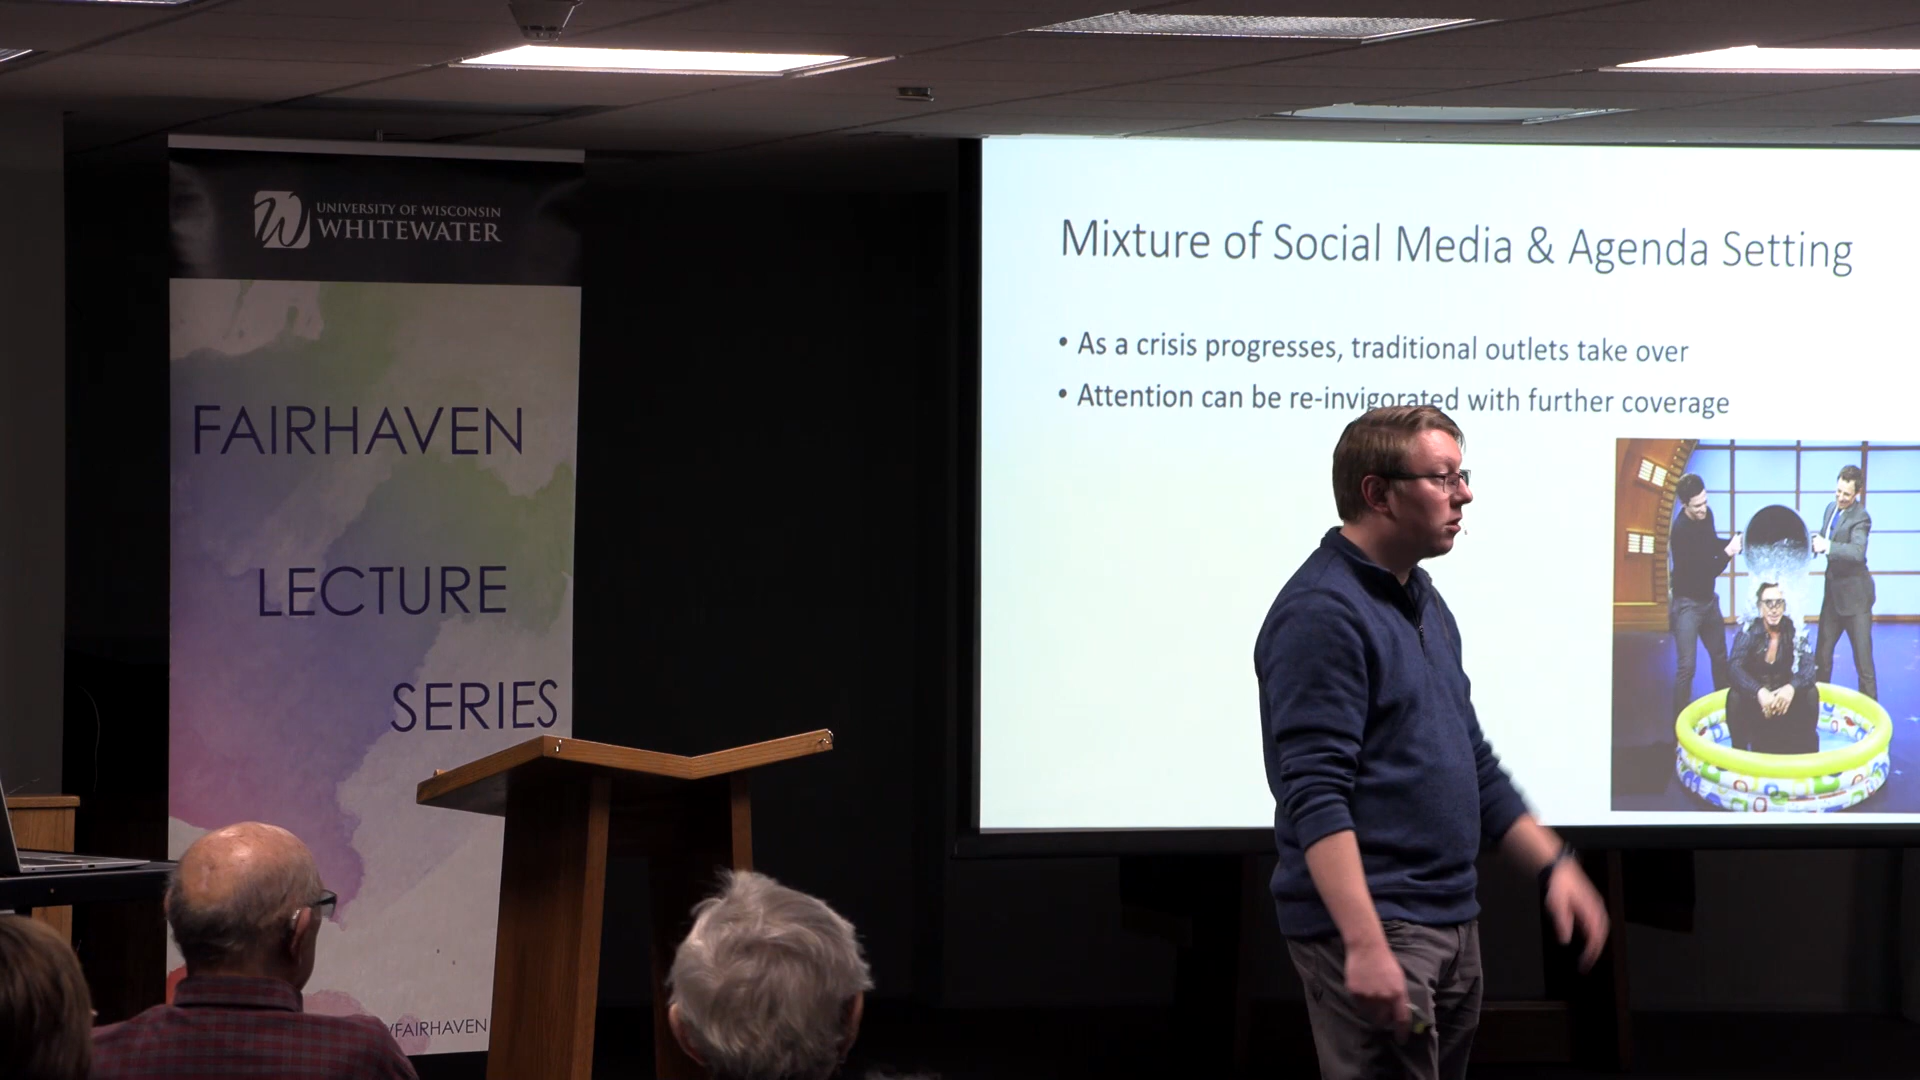 UNIVERSITY OF WISCONSIN
WHITEWATER
FAIRHAVEN
LECTURE
SERIES
/FAIRHAVEN
Mixture of Social Media & Agenda Setting
• As a crisis progresses, traditional outlets take over
• Attention can be re-invigorated with further coverage